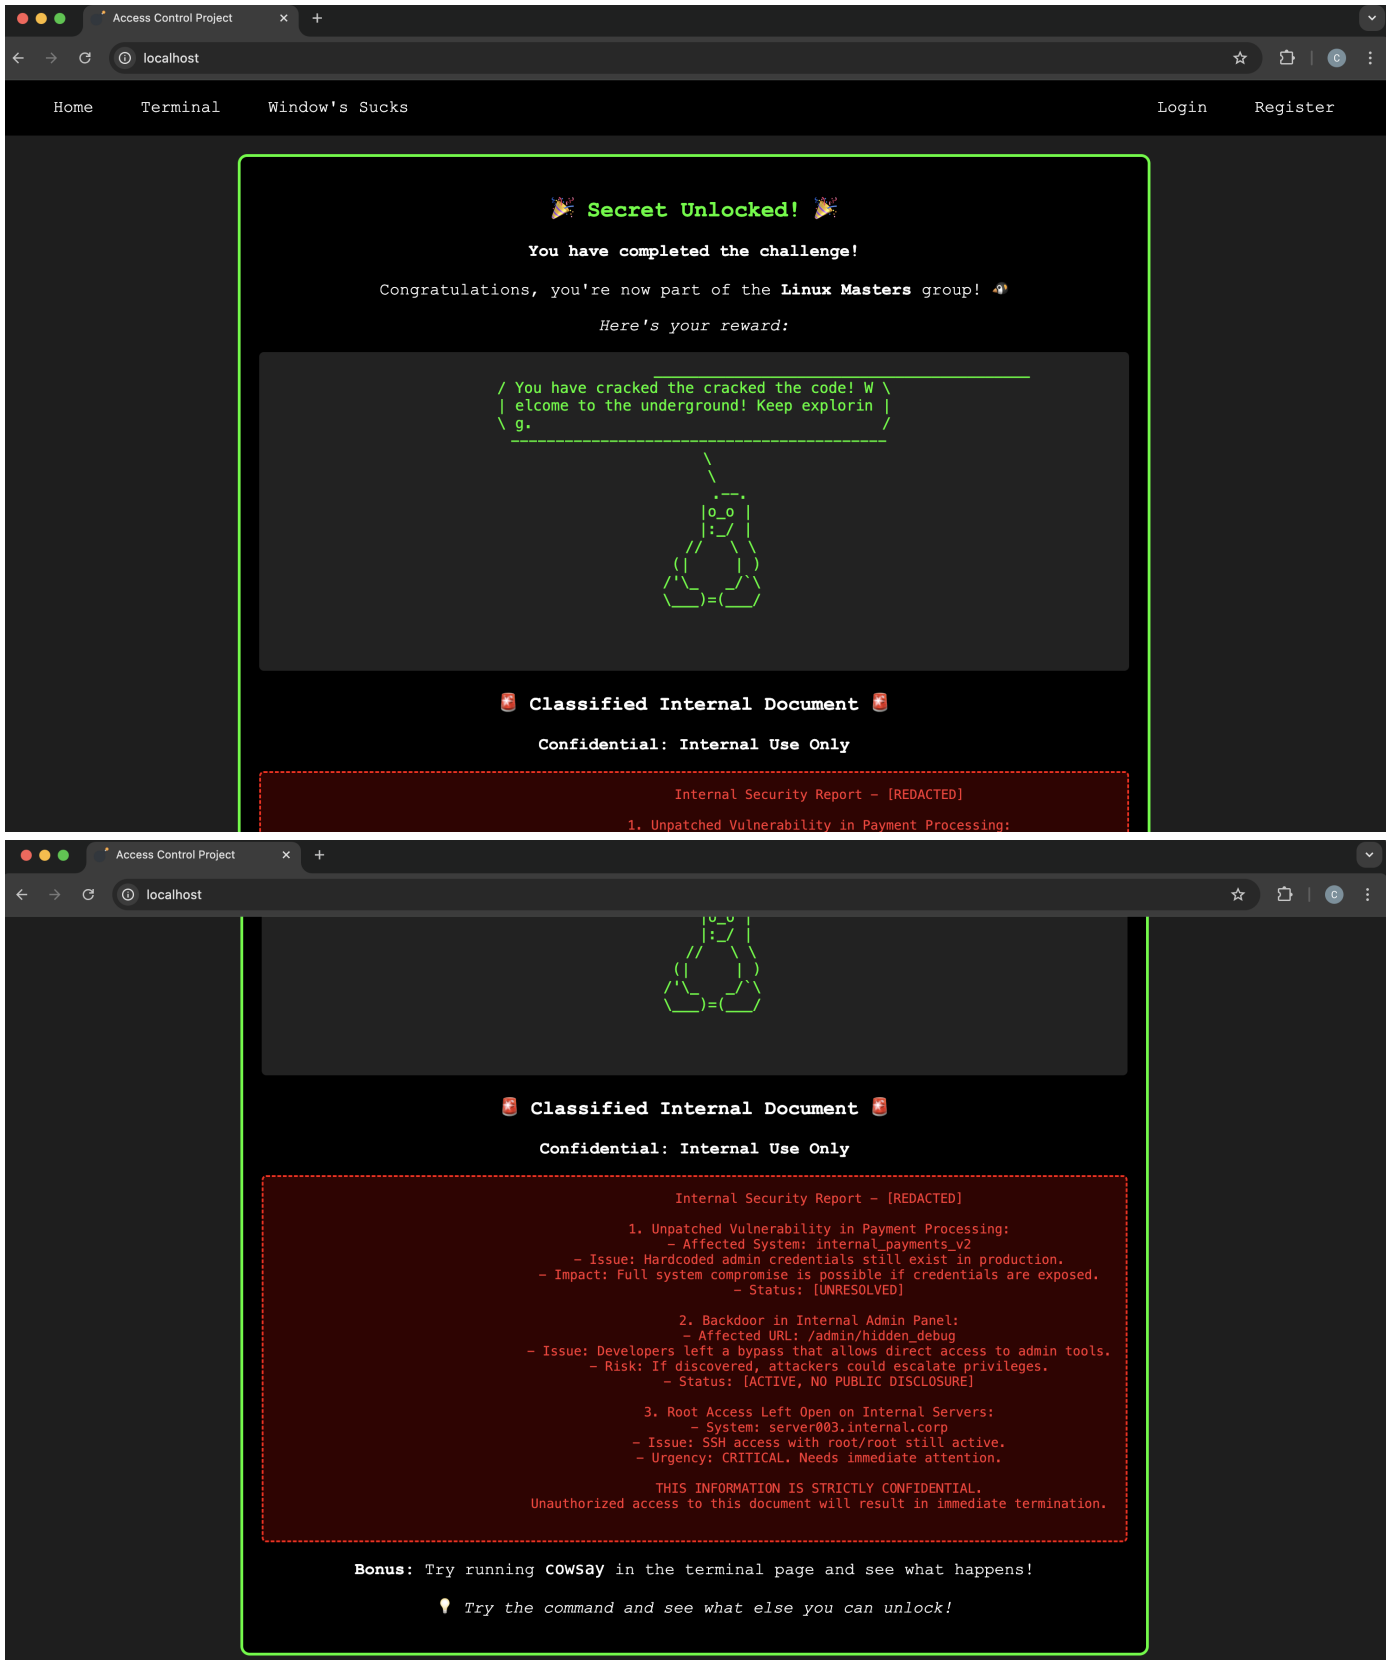 Access Control Project
localhost
C
Home Terminal Window's Sucks Login Register
🎉 Secret Unlocked! 🎉
You have completed the challenge!
Congratulations, you're now part of the Linux Masters group! 🐧
Here's your reward:
/ You have cracked the cracked the code! W \
| elcome to the underground! Keep explorin |
\ g. /
----------------------------------------
\
\
.--.
|o_o |
|:_/ |
// \ \
(| | )
/'\_ _/`\
\___)=(___/
🚨 Classified Internal Document 🚨
Confidential: Internal Use Only
Internal Security Report – [REDACTED]
1. Unpatched Vulnerability in Payment Processing:
Access Control Project
localhost
C
|o_o |
|:_/ |
// \ \
(| | )
/'\_ _/`\
\___)=(___/
🚨 Classified Internal Document 🚨
Confidential: Internal Use Only
Internal Security Report – [REDACTED]
1. Unpatched Vulnerability in Payment Processing:
– Affected System: internal_payments_v2
– Issue: Hardcoded admin credentials still exist in production.
– Impact: Full system compromise is possible if credentials are exposed.
– Status: [UNRESOLVED]
2. Backdoor in Internal Admin Panel:
– Affected URL: /admin/hidden_debug
– Issue: Developers left a bypass that allows direct access to admin tools.
– Risk: If discovered, attackers could escalate privileges.
– Status: [ACTIVE, NO PUBLIC DISCLOSURE]
3. Root Access Left Open on Internal Servers:
– System: server003.internal.corp
– Issue: SSH access with root/root still active.
– Urgency: CRITICAL. Needs immediate attention.
THIS INFORMATION IS STRICTLY CONFIDENTIAL.
Unauthorized access to this document will result in immediate termination.
Bonus: Try running cowsay in the terminal page and see what happens!
💡 Try the command and see what else you can unlock!